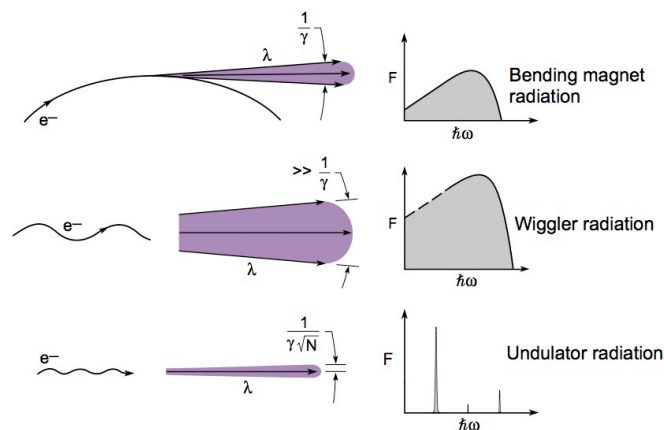 1
γ
λ
e–
F
ħω
Bending magnet
radiation
>> 1
γ
e–
λ
F
ħω
Wiggler radiation
1
γ√N
e–
λ
F
ħω
Undulator radiation